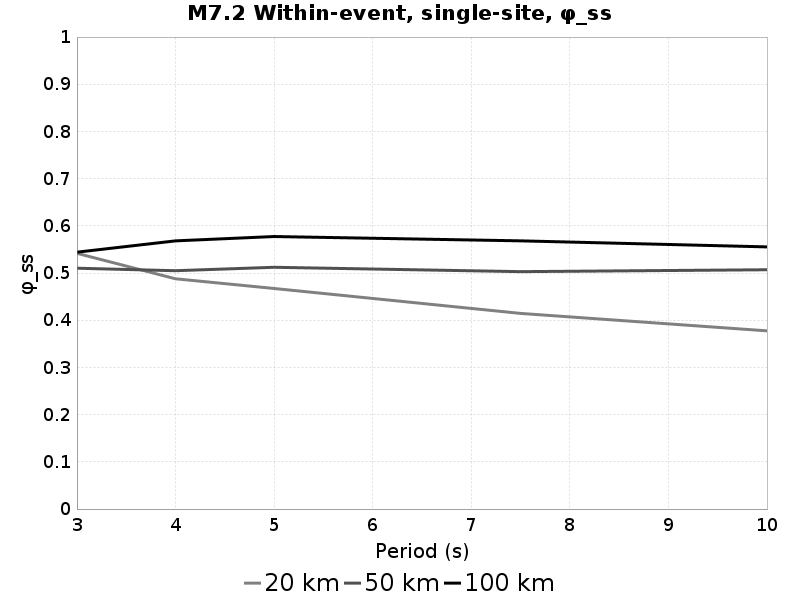 M7.2 Within-event, single-site, φ_ss
1
0.9
0.8
0.7
0.6
0.5
0.4
0.3
0.2
0.1
0
φ_ss
3 4 5 6 7 8 9 10
Period (s)
20 km 50 km 100 km